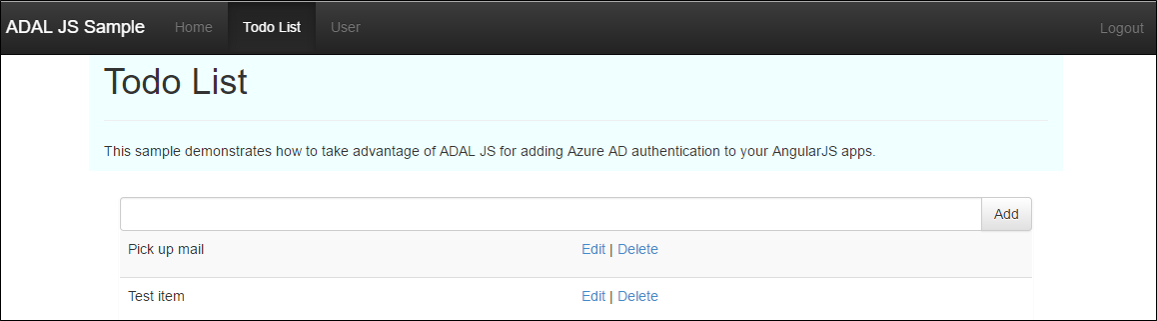 ADAL JS Sample Home Todo List User Logout
Todo List
This sample demonstrates how to take advantage of ADAL JS for adding Azure AD authentication to your AngularJS apps.
Add
Pick up mail Edit | Delete
Test item Edit | Delete